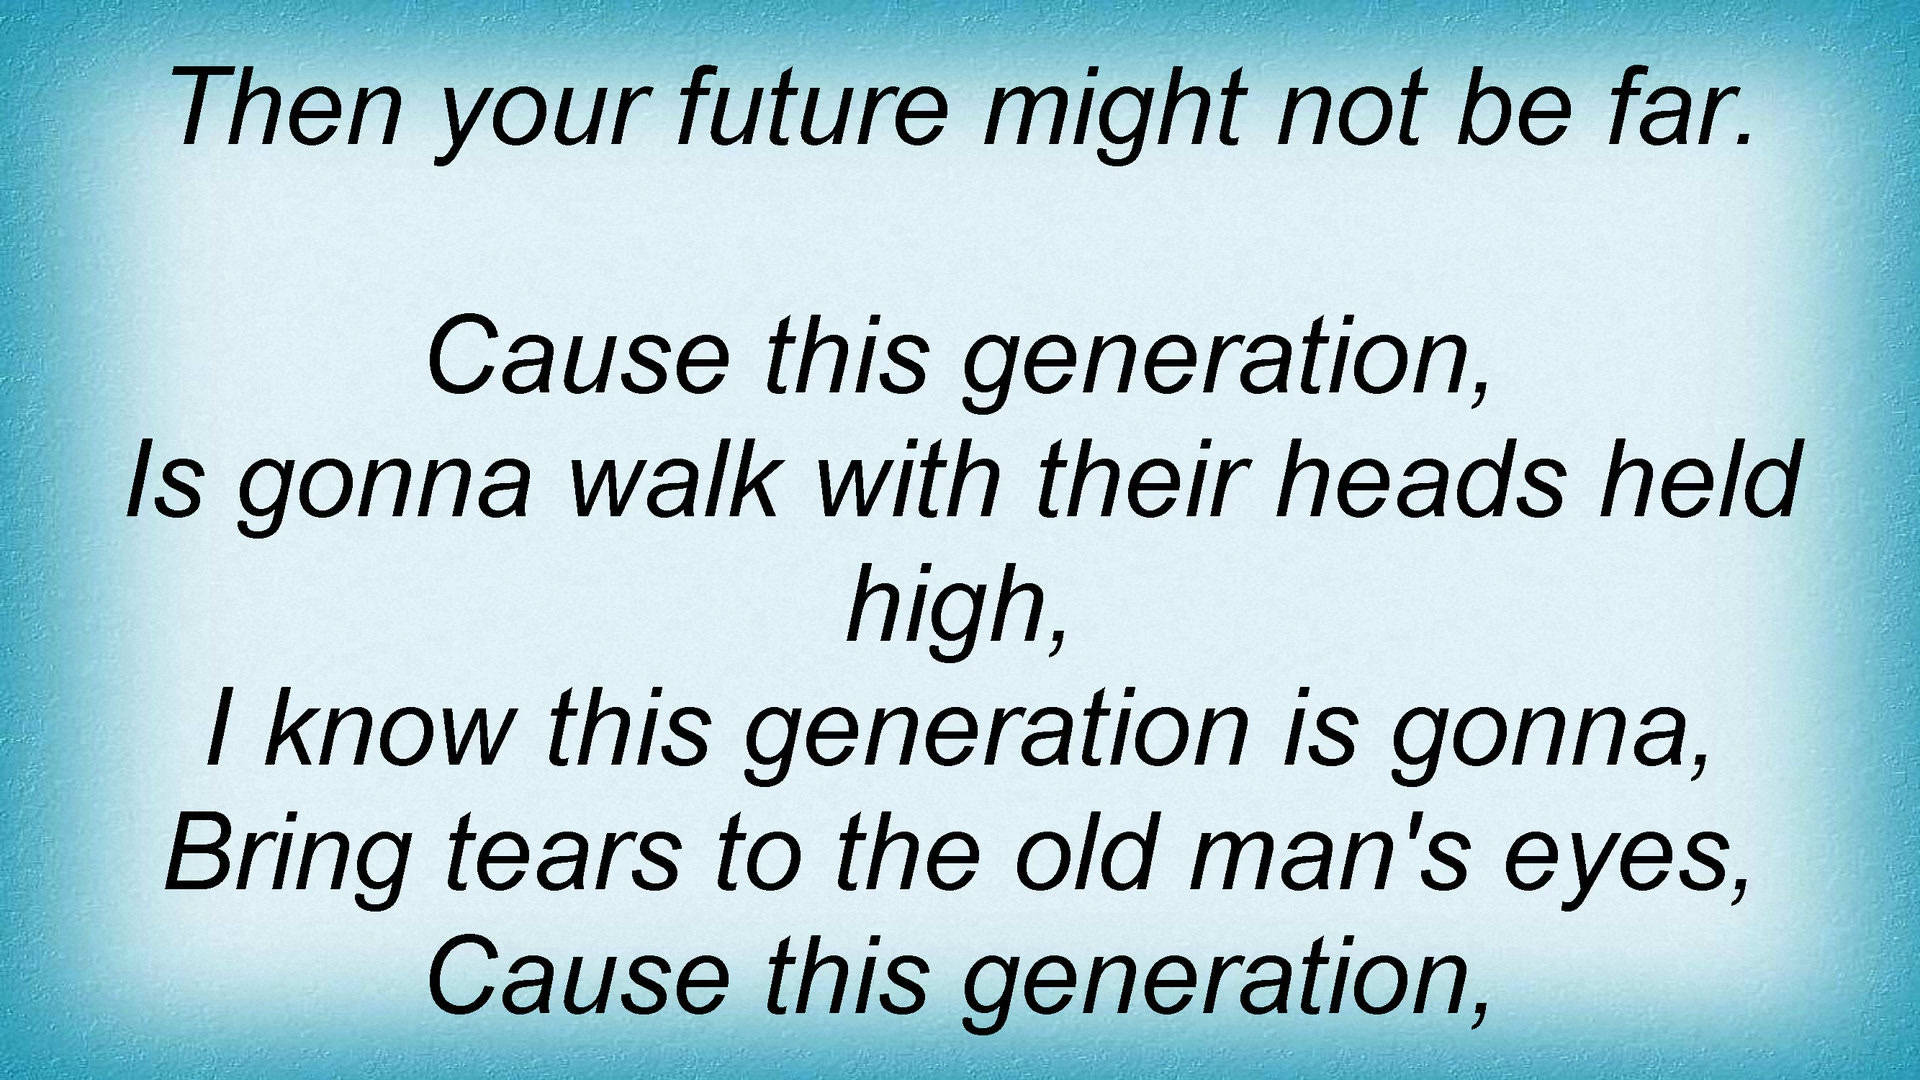 Then your future might not be far.
Cause this generation,
Is gonna walk with their heads held
high,
I know this generation is gonna,
Bring tears to the old man's eyes,
Cause this generation,